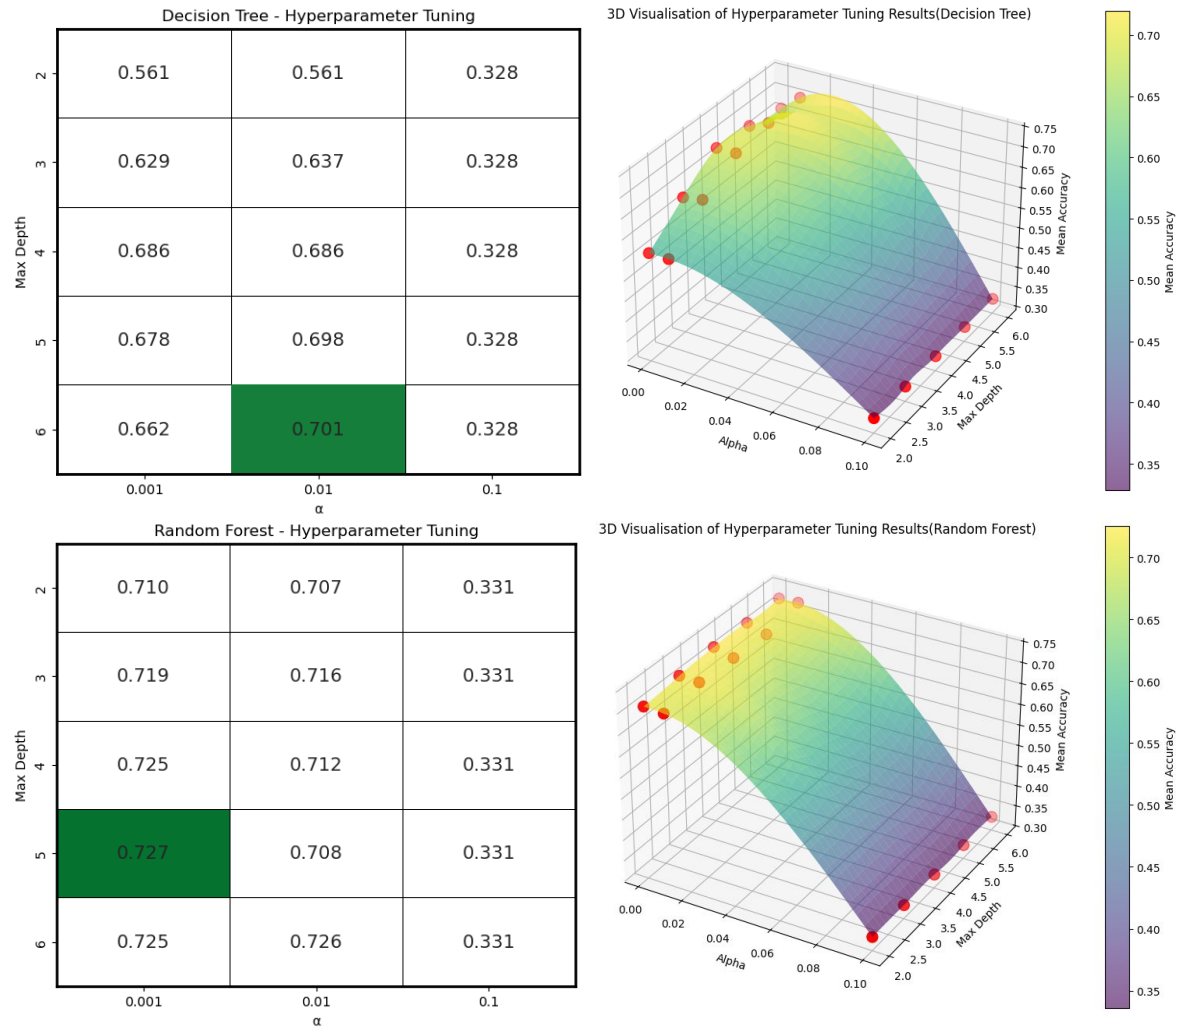 Decision Tree - Hyperparameter Tuning
Max Depth
2
0.561 0.561 0.328
3
0.629 0.637 0.328
4
0.686 0.686 0.328
5
0.678 0.698 0.328
6
0.662 0.701 0.328
0.001 0.01 0.1
α
3D Visualisation of Hyperparameter Tuning Results(Decision Tree)
0.75
0.70
0.65
0.60
0.55
0.50
0.45
0.40
0.35
0.30
Mean Accuracy
6.0
5.5
5.0
4.5
4.0
3.5
3.0
2.5
2.0
Max Depth
0.00
0.02
0.04
0.06
0.08
0.10
Alpha
0.70
0.65
0.60
0.55
0.50
0.45
0.40
0.35
Mean Accuracy
Random Forest - Hyperparameter Tuning
Max Depth
2
0.710 0.707 0.331
3
0.719 0.716 0.331
4
0.725 0.712 0.331
5
0.727 0.708 0.331
6
0.725 0.726 0.331
0.001 0.01 0.1
α
3D Visualisation of Hyperparameter Tuning Results(Random Forest)
0.75
0.70
0.65
0.60
0.55
0.50
0.45
0.40
0.35
0.30
Mean Accuracy
6.0
5.5
5.0
4.5
4.0
3.5
3.0
2.5
2.0
Max Depth
0.00
0.02
0.04
0.06
0.08
0.10
Alpha
0.70
0.65
0.60
0.55
0.50
0.45
0.40
0.35
Mean Accuracy